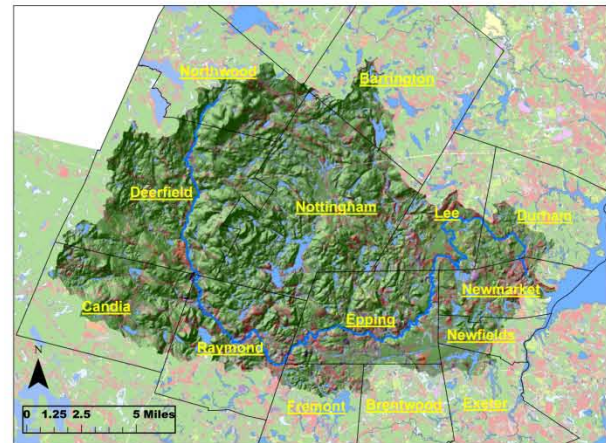 Northwood
Barrington
Deerfield
Nottingham
Lee
Durham
Candia
Newmarket
Epping
Newfields
Raymond
Fremont
Brentwood
Exeter
N
0 1.25 2.5 5 Miles